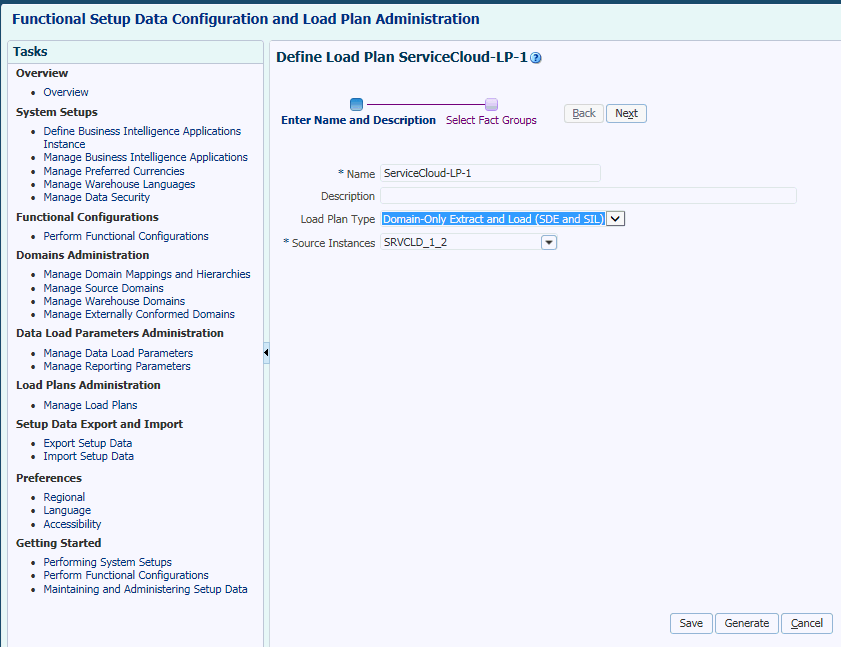 Functional Setup Data Configuration and Load Plan Administration
Tasks
Overview
Overview
System Setups
Define Business Intelligence Applications
Instance
Manage Business Intelligence Applications
Manage Preferred Currencies
Manage Warehouse Languages
Manage Data Security
Functional Configurations
Perform Functional Configurations
Domains Administration
Manage Domain Mappings and Hierarchies
Manage Source Domains
Manage Warehouse Domains
Manage Externally Conformed Domains
Data Load Parameters Administration
Manage Data Load Parameters
Manage Reporting Parameters
Load Plans Administration
Manage Load Plans
Setup Data Export and Import
Export Setup Data
Import Setup Data
Preferences
Regional
Language
Accessibility
Getting Started
Performing System Setups
Perform Functional Configurations
Maintaining and Administering Setup Data
Define Load Plan ServiceCloud-LP-1 ?
Enter Name and Description Select Fact Groups Back Next
* Name ServiceCloud-LP-1
Description
Load Plan Type Domain-Only Extract and Load (SDE and SIL)
* Source Instances SRVCLD_1_2
Save Generate Cancel